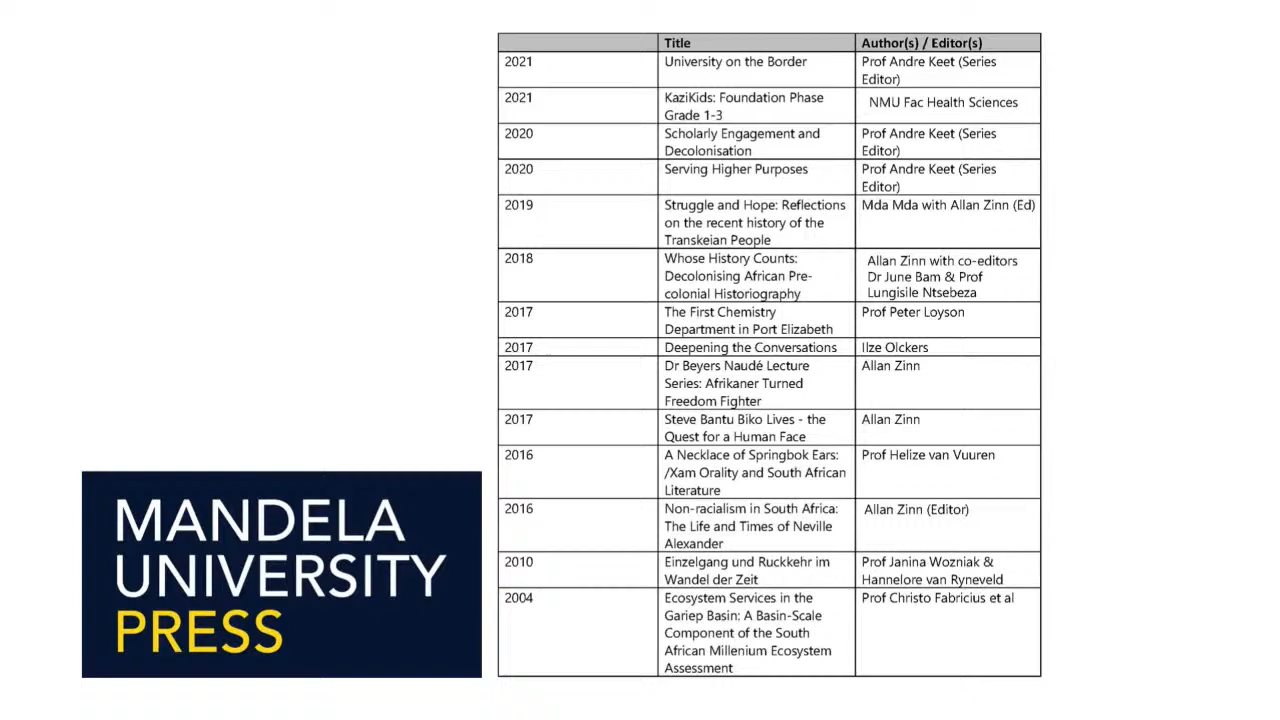 Title Author(s) / Editor(s)
2021 University on the Border Prof Andre Keet (Series
Editor)
2021 KaziKids: Foundation Phase NMU Fac Health Sciences
Grade 1-3
2020 Scholarly Engagement and Prof Andre Keet (Series
Decolonisation Editor)
2020 Serving Higher Purposes Prof Andre Keet (Series
Editor)
2019 Struggle and Hope: Reflections Mda Mda with Allan Zinn (Ed)
on the recent history of the
Transkeian People
2018 Whose History Counts: Allan Zinn with co-editors
Decolonising African Pre- Dr June Bam & Prof
colonial Historiography Lungisile Ntsebeza
2017 The First Chemistry Prof Peter Loyson
Department in Port Elizabeth
2017 Deepening the Conversations Ilze Olckers
2017 Dr Beyers Naudé Lecture Allan Zinn
Series: Afrikaner Turned
Freedom Fighter
2017 Steve Bantu Biko Lives - the Allan Zinn
Quest for a Human Face
2016 A Necklace of Springbok Ears: Prof Helize van Vuuren
/Xam Orality and South African
Literature
2016 Non-racialism in South Africa: Allan Zinn (Editor)
The Life and Times of Neville
Alexander
2010 Einzelgang und Ruckkehr im Prof Janina Wozniak &
Wandel der Zeit Hannelore van Ryneveld
2004 Ecosystem Services in the Prof Christo Fabricius et al
Gariep Basin: A Basin-Scale
Component of the South
African Millenium Ecosystem
Assessment
MANDELA
UNIVERSITY
PRESS